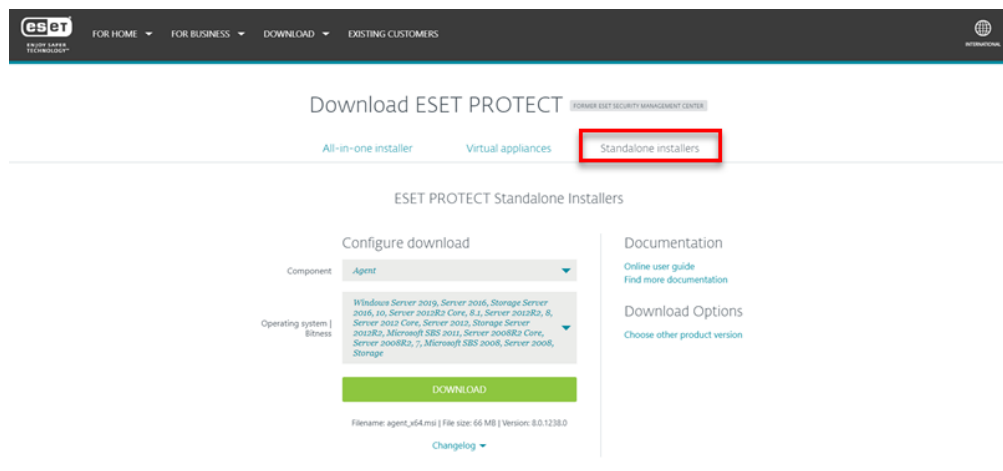 eset
ENJOY SAFER
TECHNOLOGY™
FOR HOME
FOR BUSINESS
DOWNLOAD
EXISTING CUSTOMERS
INTERNATIONAL
Download ESET PROTECT
FORMER ESET SECURITY MANAGEMENT CENTER
All-in-one installer
Virtual appliances
Standalone installers
ESET PROTECT Standalone Installers
Configure download
Component
Agent
Operating system |
Bitness
Windows Server 2019, Server 2016, Storage Server
2016, 10, Server 2012R2 Core, 8.1, Server 2012R2, 8,
Server 2012 Core, Server 2012, Storage Server
2012R2, Microsoft SBS 2011, Server 2008R2 Core,
Server 2008R2, 7, Microsoft SBS 2008, Server 2008,
Storage
DOWNLOAD
Filename: agent_x64.msi | File size: 66 MB | Version: 8.0.1238.0
Changelog
Documentation
Online user guide
Find more documentation
Download Options
Choose other product version